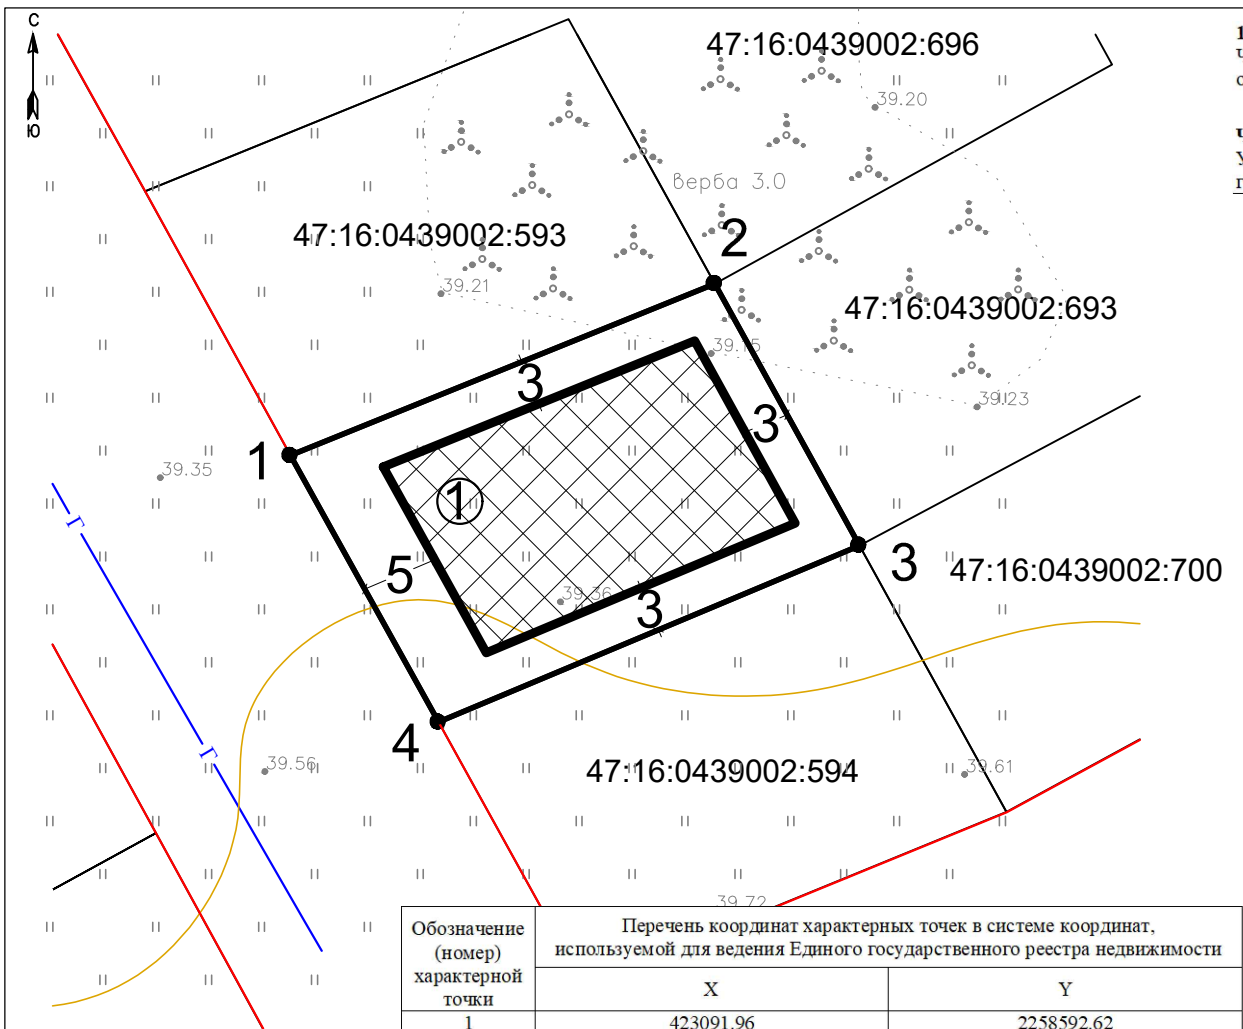 С
Ю
47:16:0439002:696
39.20
верба 3.0
47:16:0439002:593
2
39.21
47:16:0439002:693
39.15
3
39.23
3
1
39.35
1
5
3
47:16:0439002:700
39.36
3
4
39.56
47:16:0439002:594
39.61
Г
Г
39.72
Обозначение
(номер)
характерной
точки
Перечень координат характерных точек в системе координат,
используемой для ведения Единого государственного реестра недвижимости
X
Y
1
423091.96
2258592.62